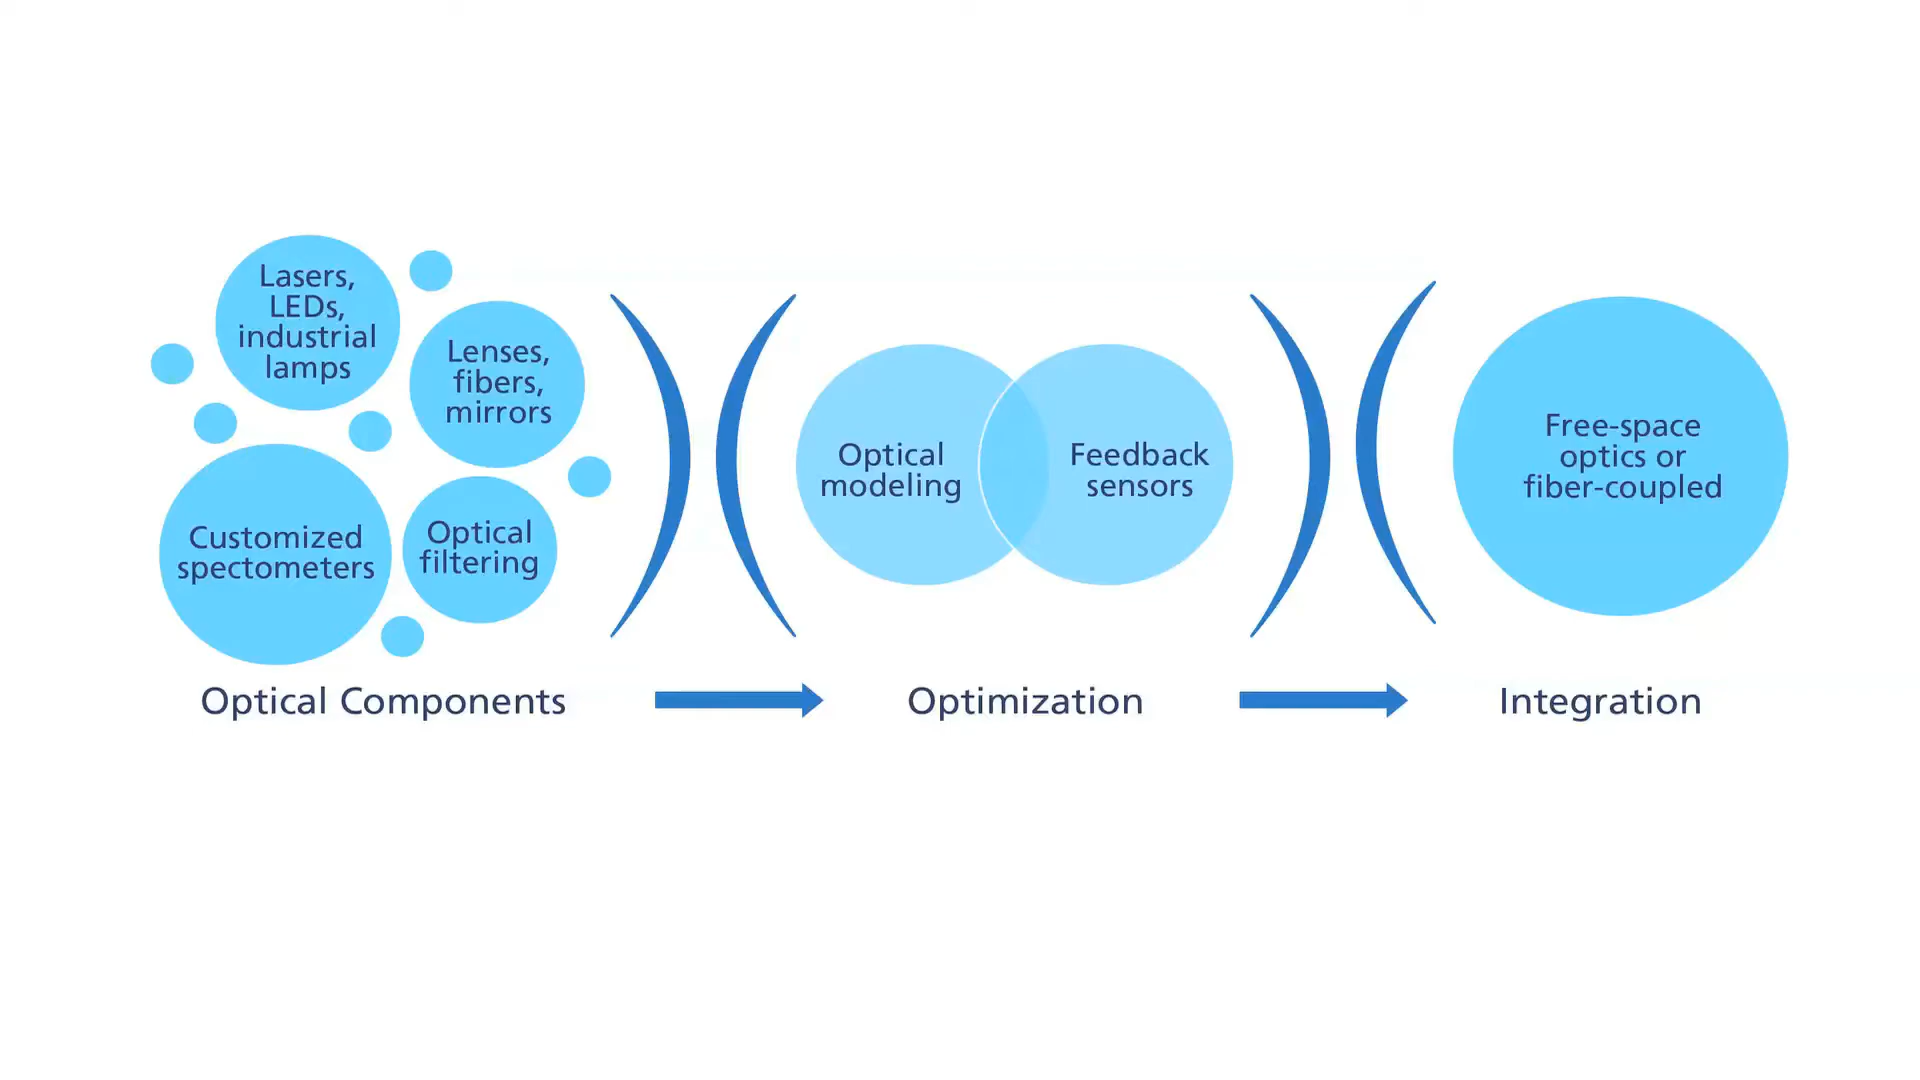 Lasers,
LEDs,
industrial
lamps
Lenses,
fibers,
mirrors
Customized
spectometers
Optical
filtering
Optical Components
Optical
modeling
Feedback
sensors
Optimization
Free-space
optics or
fiber-coupled
Integration